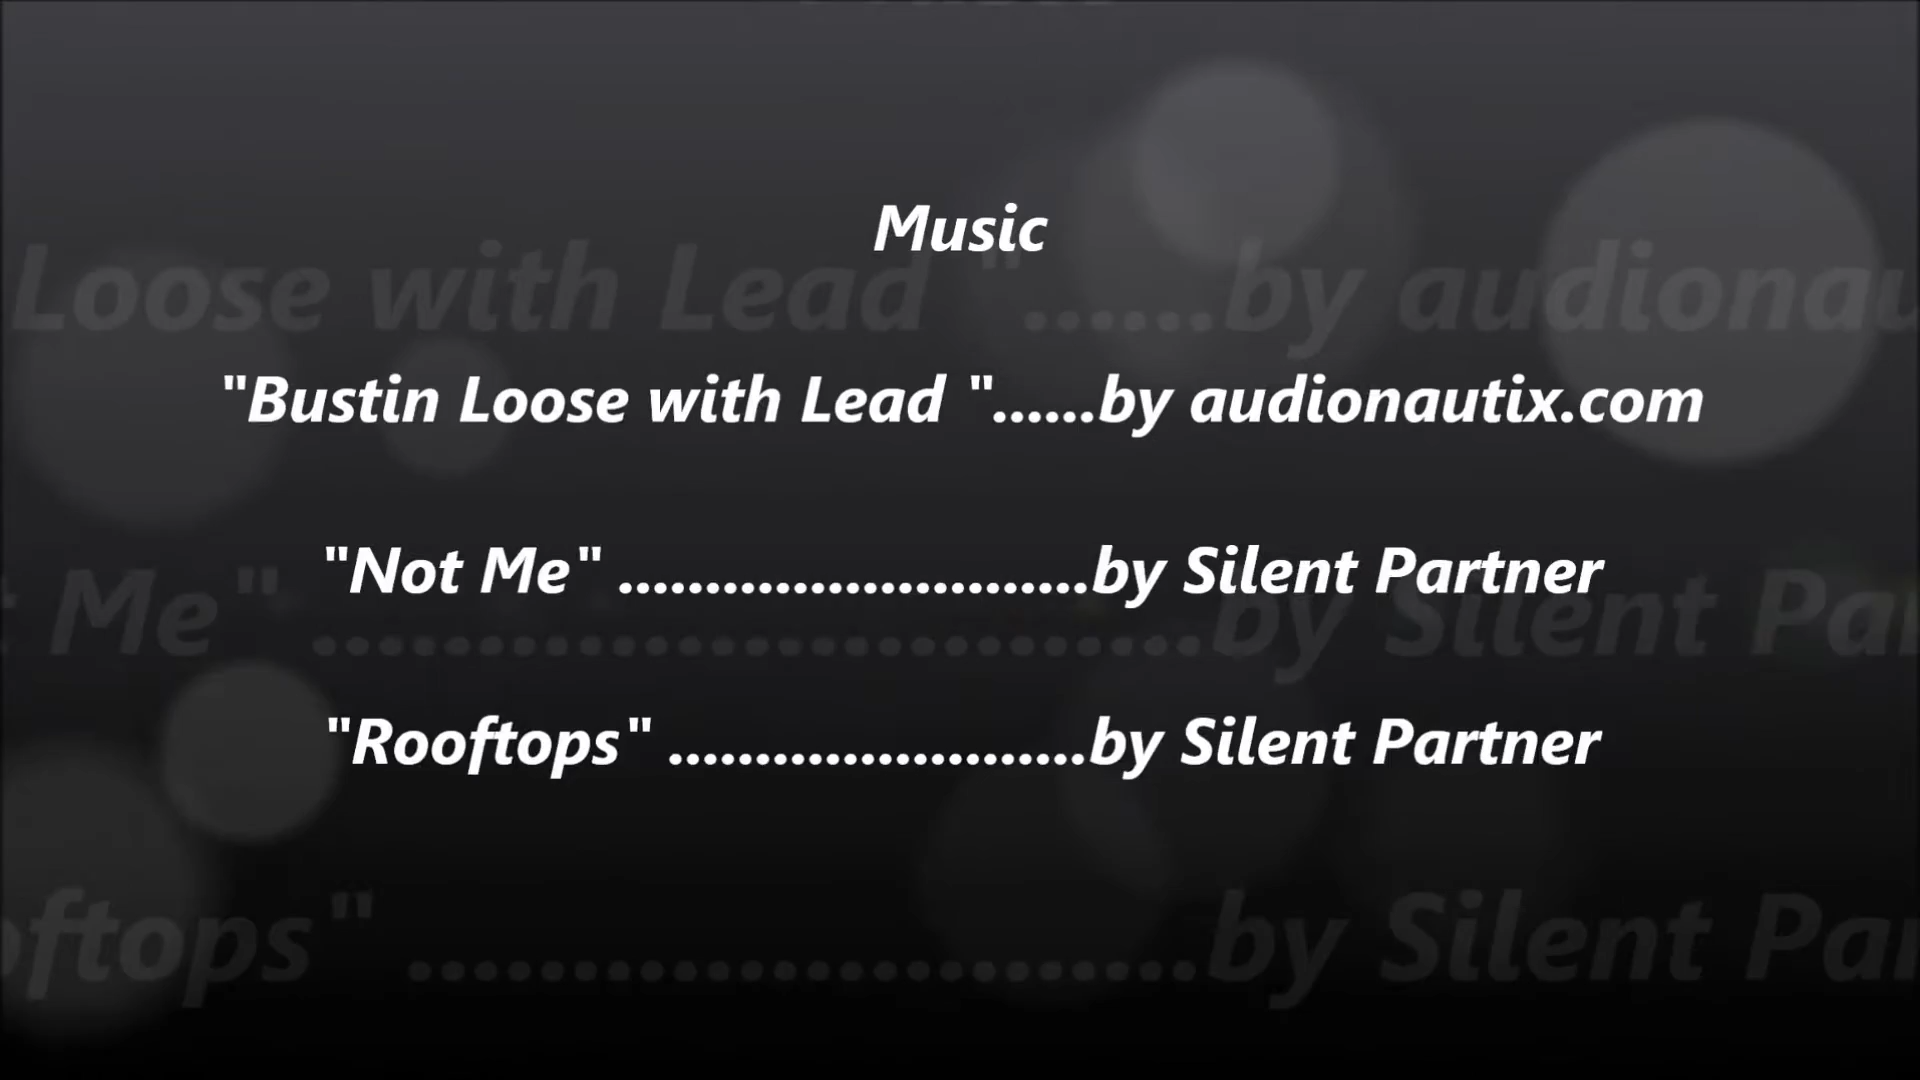 Music
"Bustin Loose with Lead "......by audionautix.com
"Not Me" ...........................by Silent Partner
"Rooftops" ........................by Silent Partner